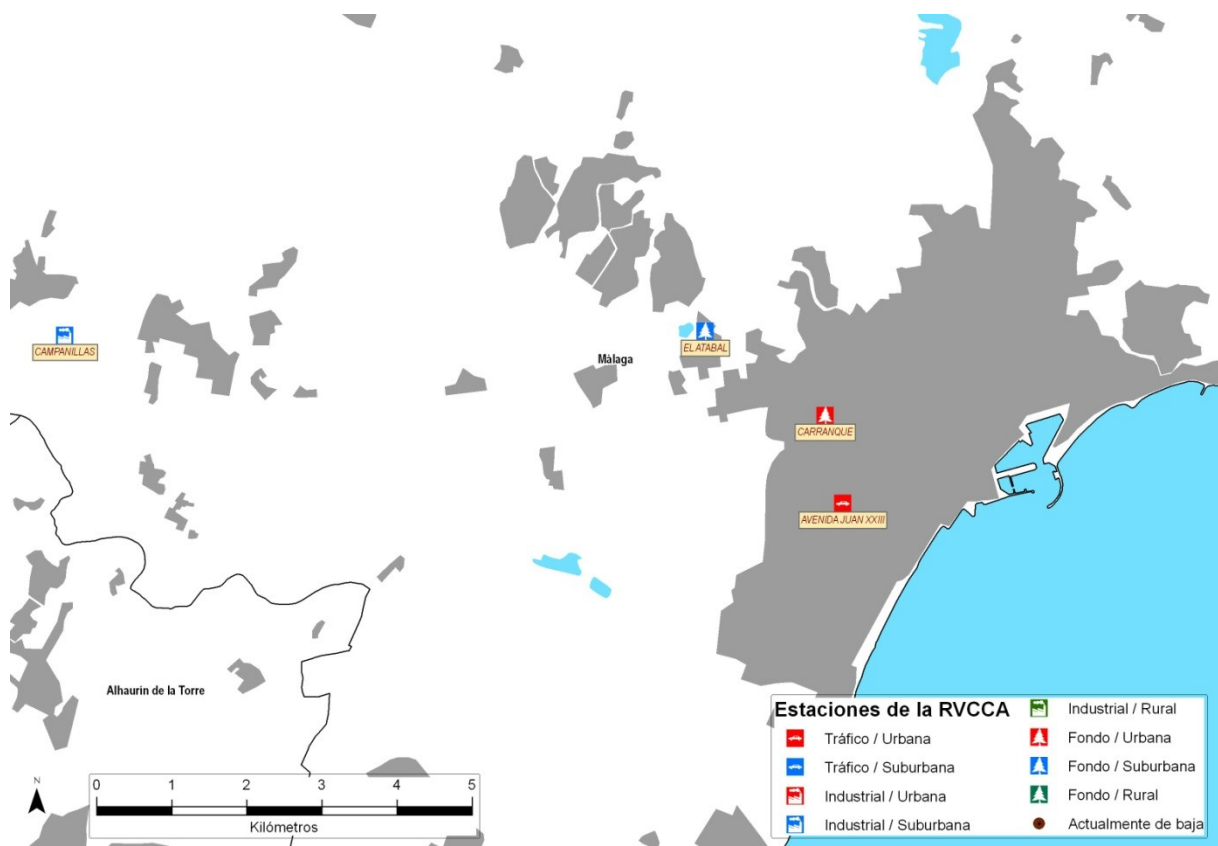 CAMPANILLAS
Màlaga
EL ATABAL
CARRANQUE
AVENIDA JUAN XXIII
Alhaurín de la Torre
N
0 1 2 3 4 5
Kilómetros
Estaciones de la RVCCA
Tráfico / Urbana
Tráfico / Suburbana
Industrial / Urbana
Industrial / Suburbana
Industrial / Rural
Fondo / Urbana
Fondo / Suburbana
Fondo / Rural
Actualmente de baja